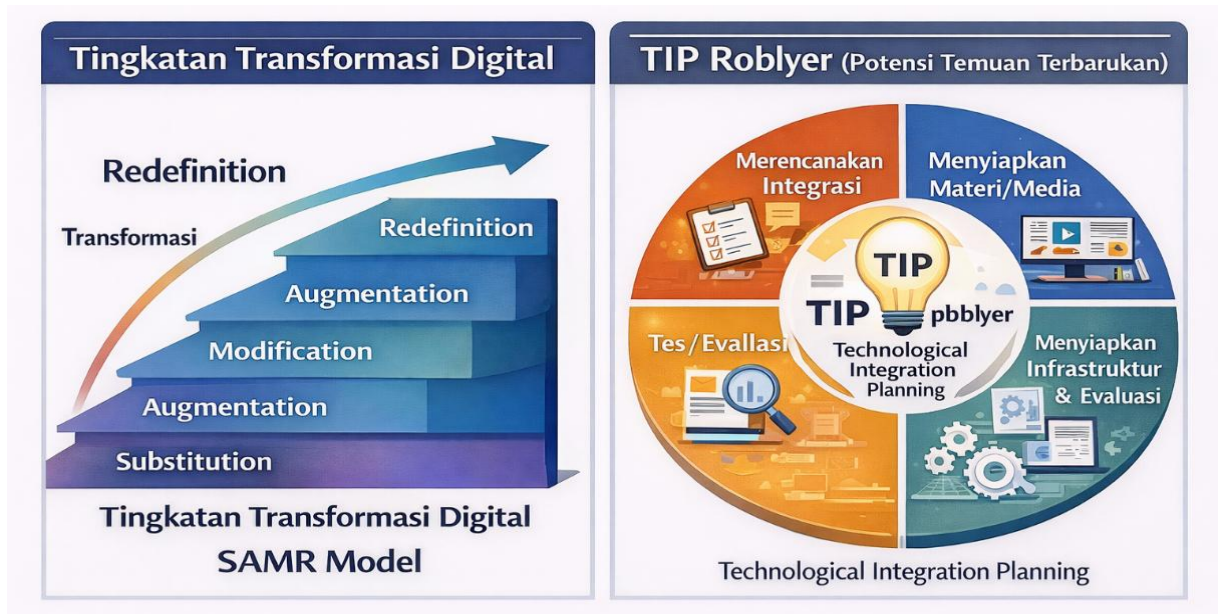 Tingkatan Transformasi Digital
Redefinition
Transformasi
Redefinition
Augmentation
Modification
Augmentation
Substitution
Tingkatan Transformasi Digital
SAMR Model
TIP Roblyer (Potensi Temuan Terbarukan)
Merencanakan
Integrasi
Menyiapkan
Materi/Media
TIP
TIP pbblyer
Technological
Integration
Planning
Tes/Evallasi
Menyiapkan
Infrastruktur
& Evaluasi
Technological Integration Planning